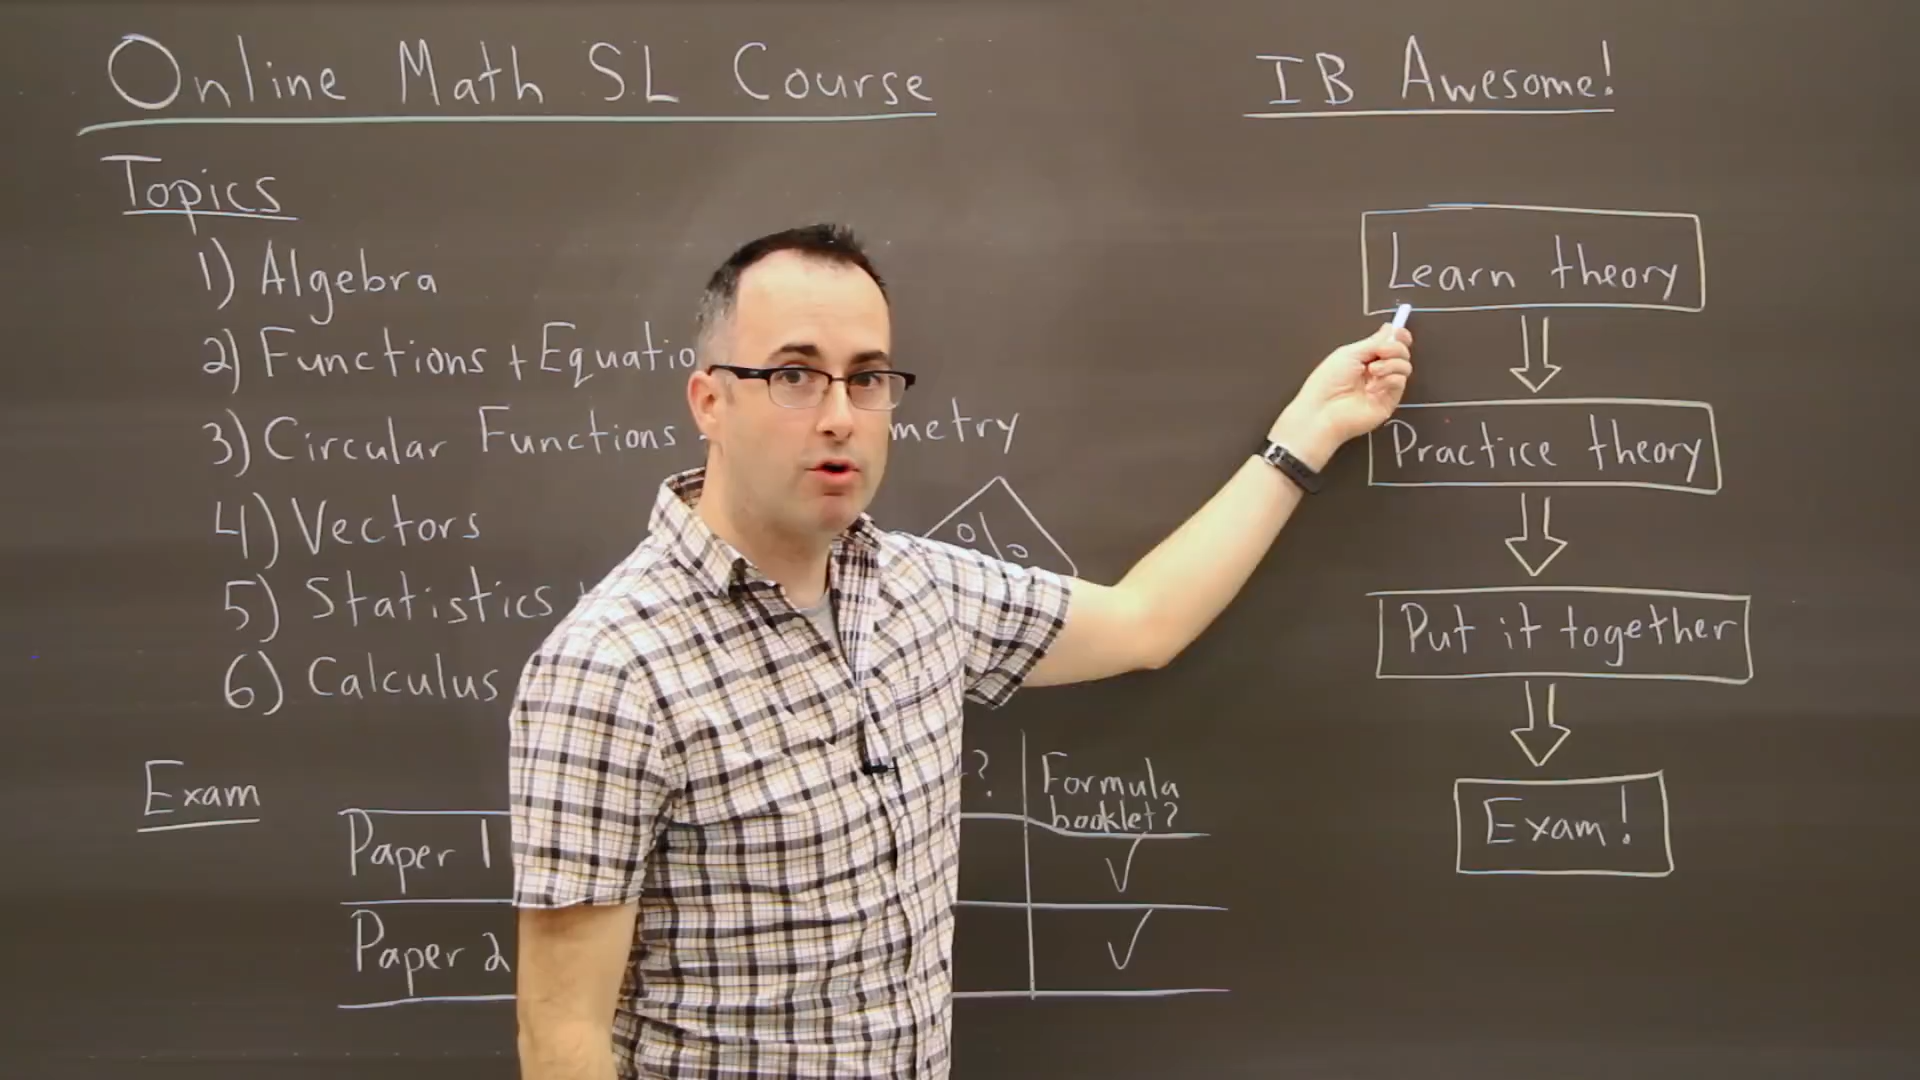 Online Math SL Course
Topics
1) Algebra
2) Functions + Equatio
3) Circular Functions metry
4) Vectors
5) Statistics
6) Calculus
Exam
?
Formula
booklet?
Paper 1 ✓
Paper 2 ✓
IB Awesome!
Learn theory
Practice theory
Put it together
Exam!